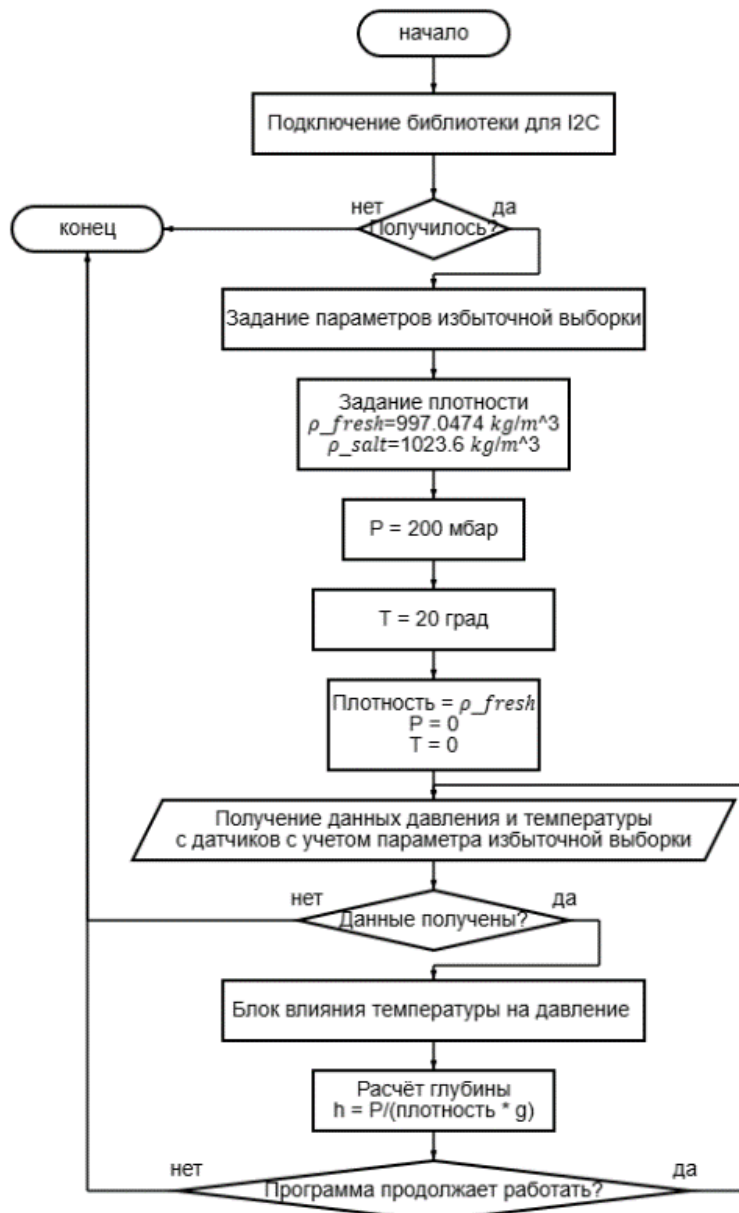 начало
Подключение библиотеки для I2C
нет
да
Получилось?
конец
Задание параметров избыточной выборки
Задание плотности
ρ_fresh=997.0474 kg/m^3
ρ_salt=1023.6 kg/m^3
P = 200 мбар
T = 20 град
Плотность = ρ_fresh
P = 0
T = 0
Получение данных давления и температуры
с датчиков с учетом параметра избыточной выборки
нет
да
Данные получены?
Блок влияния температуры на давление
Расчёт глубины
h = P/(плотность * g)
нет
да
Программа продолжает работать?